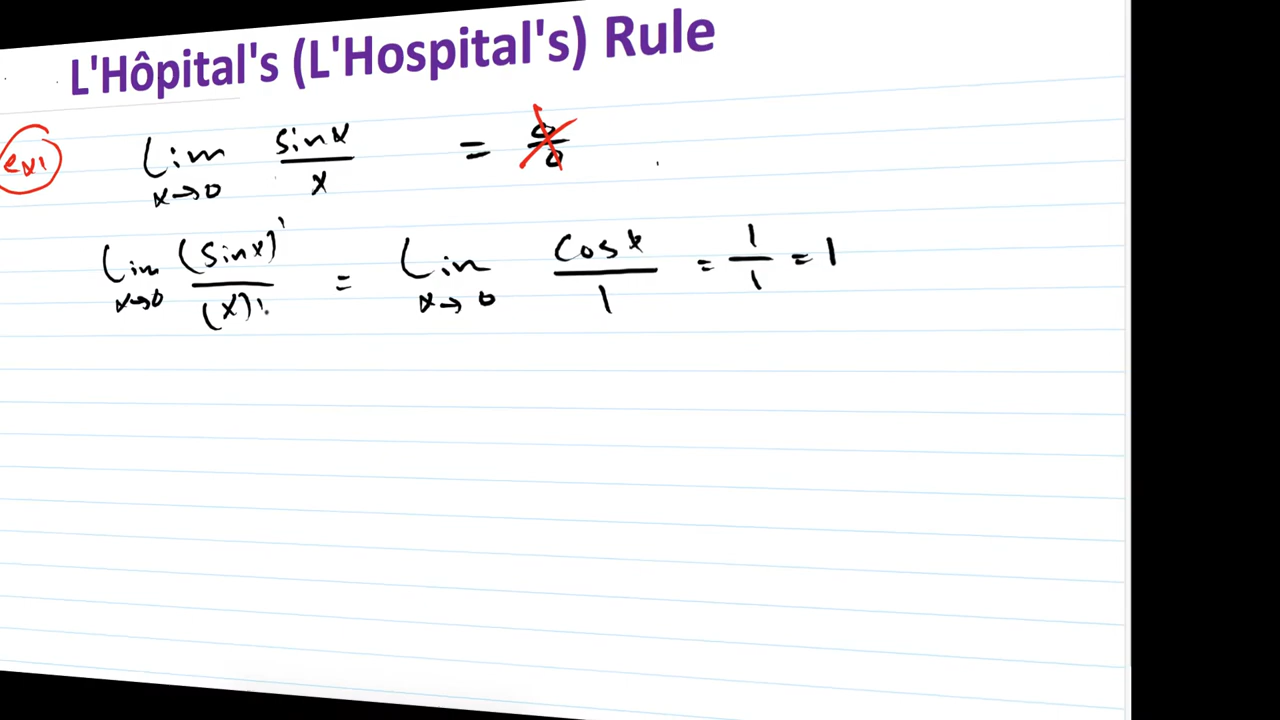 L'Hôpital's (L'Hospital's) Rule
ex1 Lim x→0 sinx/x = 0/0
Lim x→0 (sinx)'/(x)' = Lim x→0 Cosx/1 = 1/1 = 1